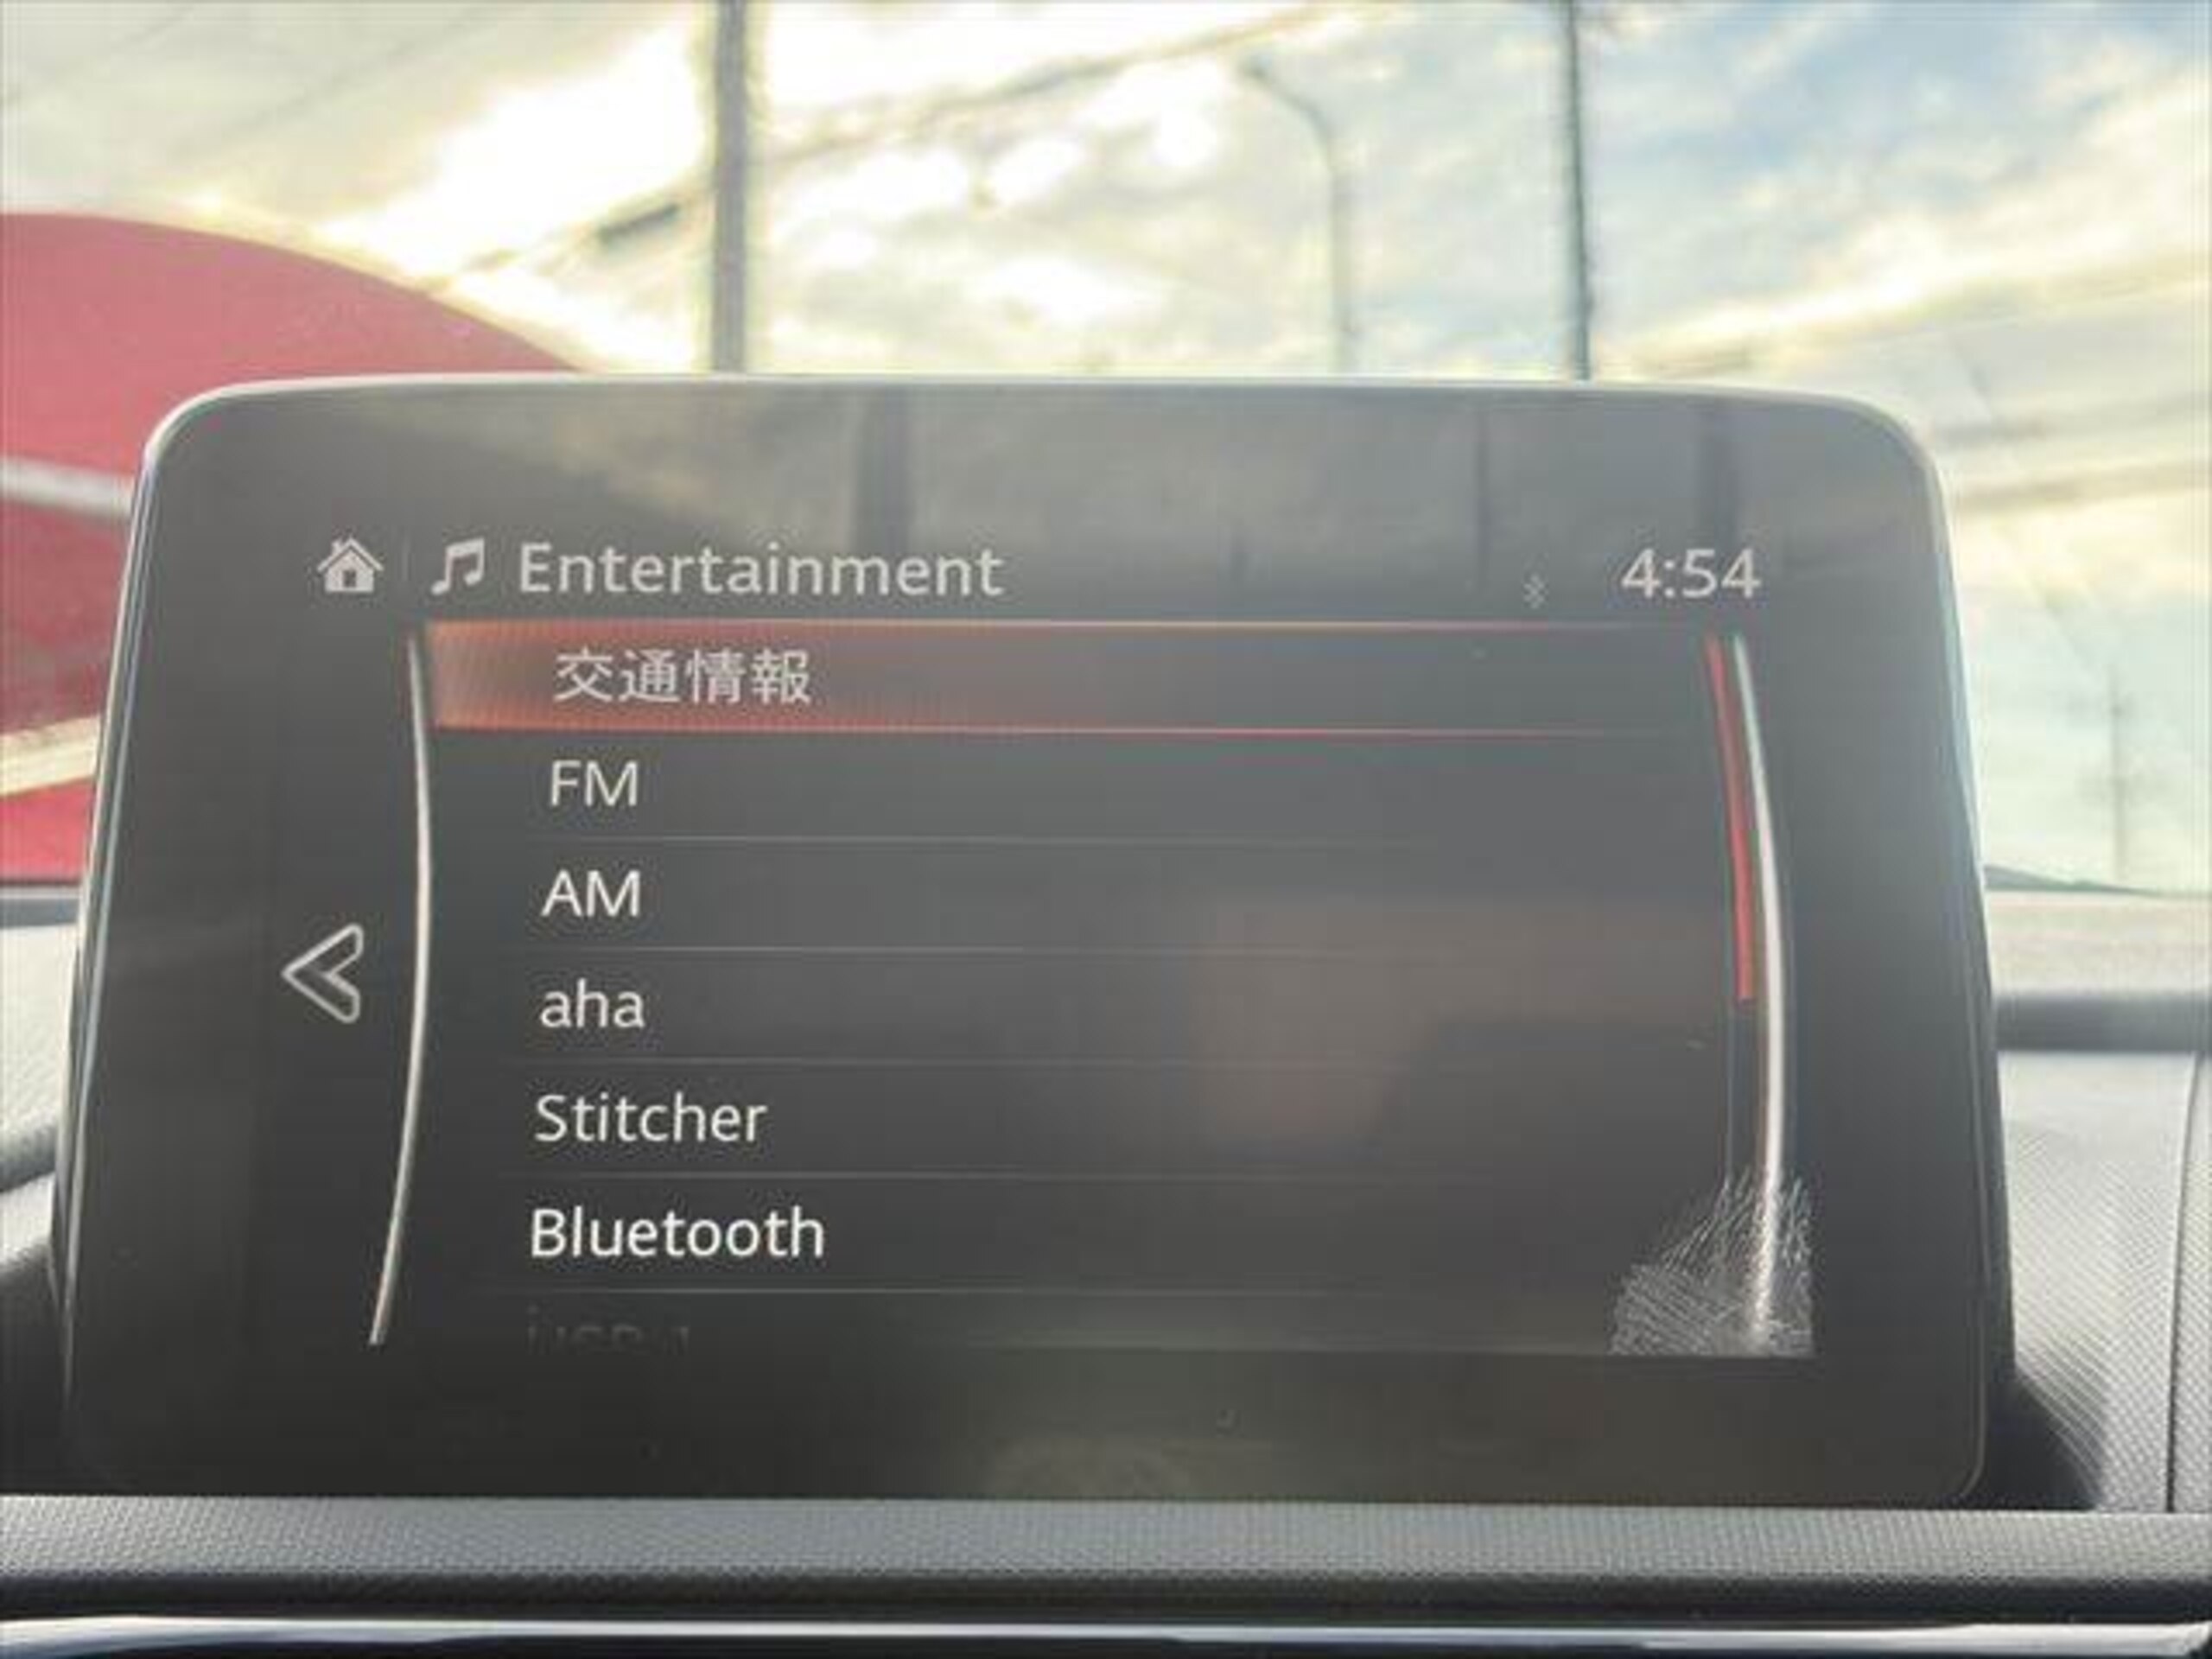 Entertainment
4:54
交通情報
FM
AM
aha
Stitcher
Bluetooth